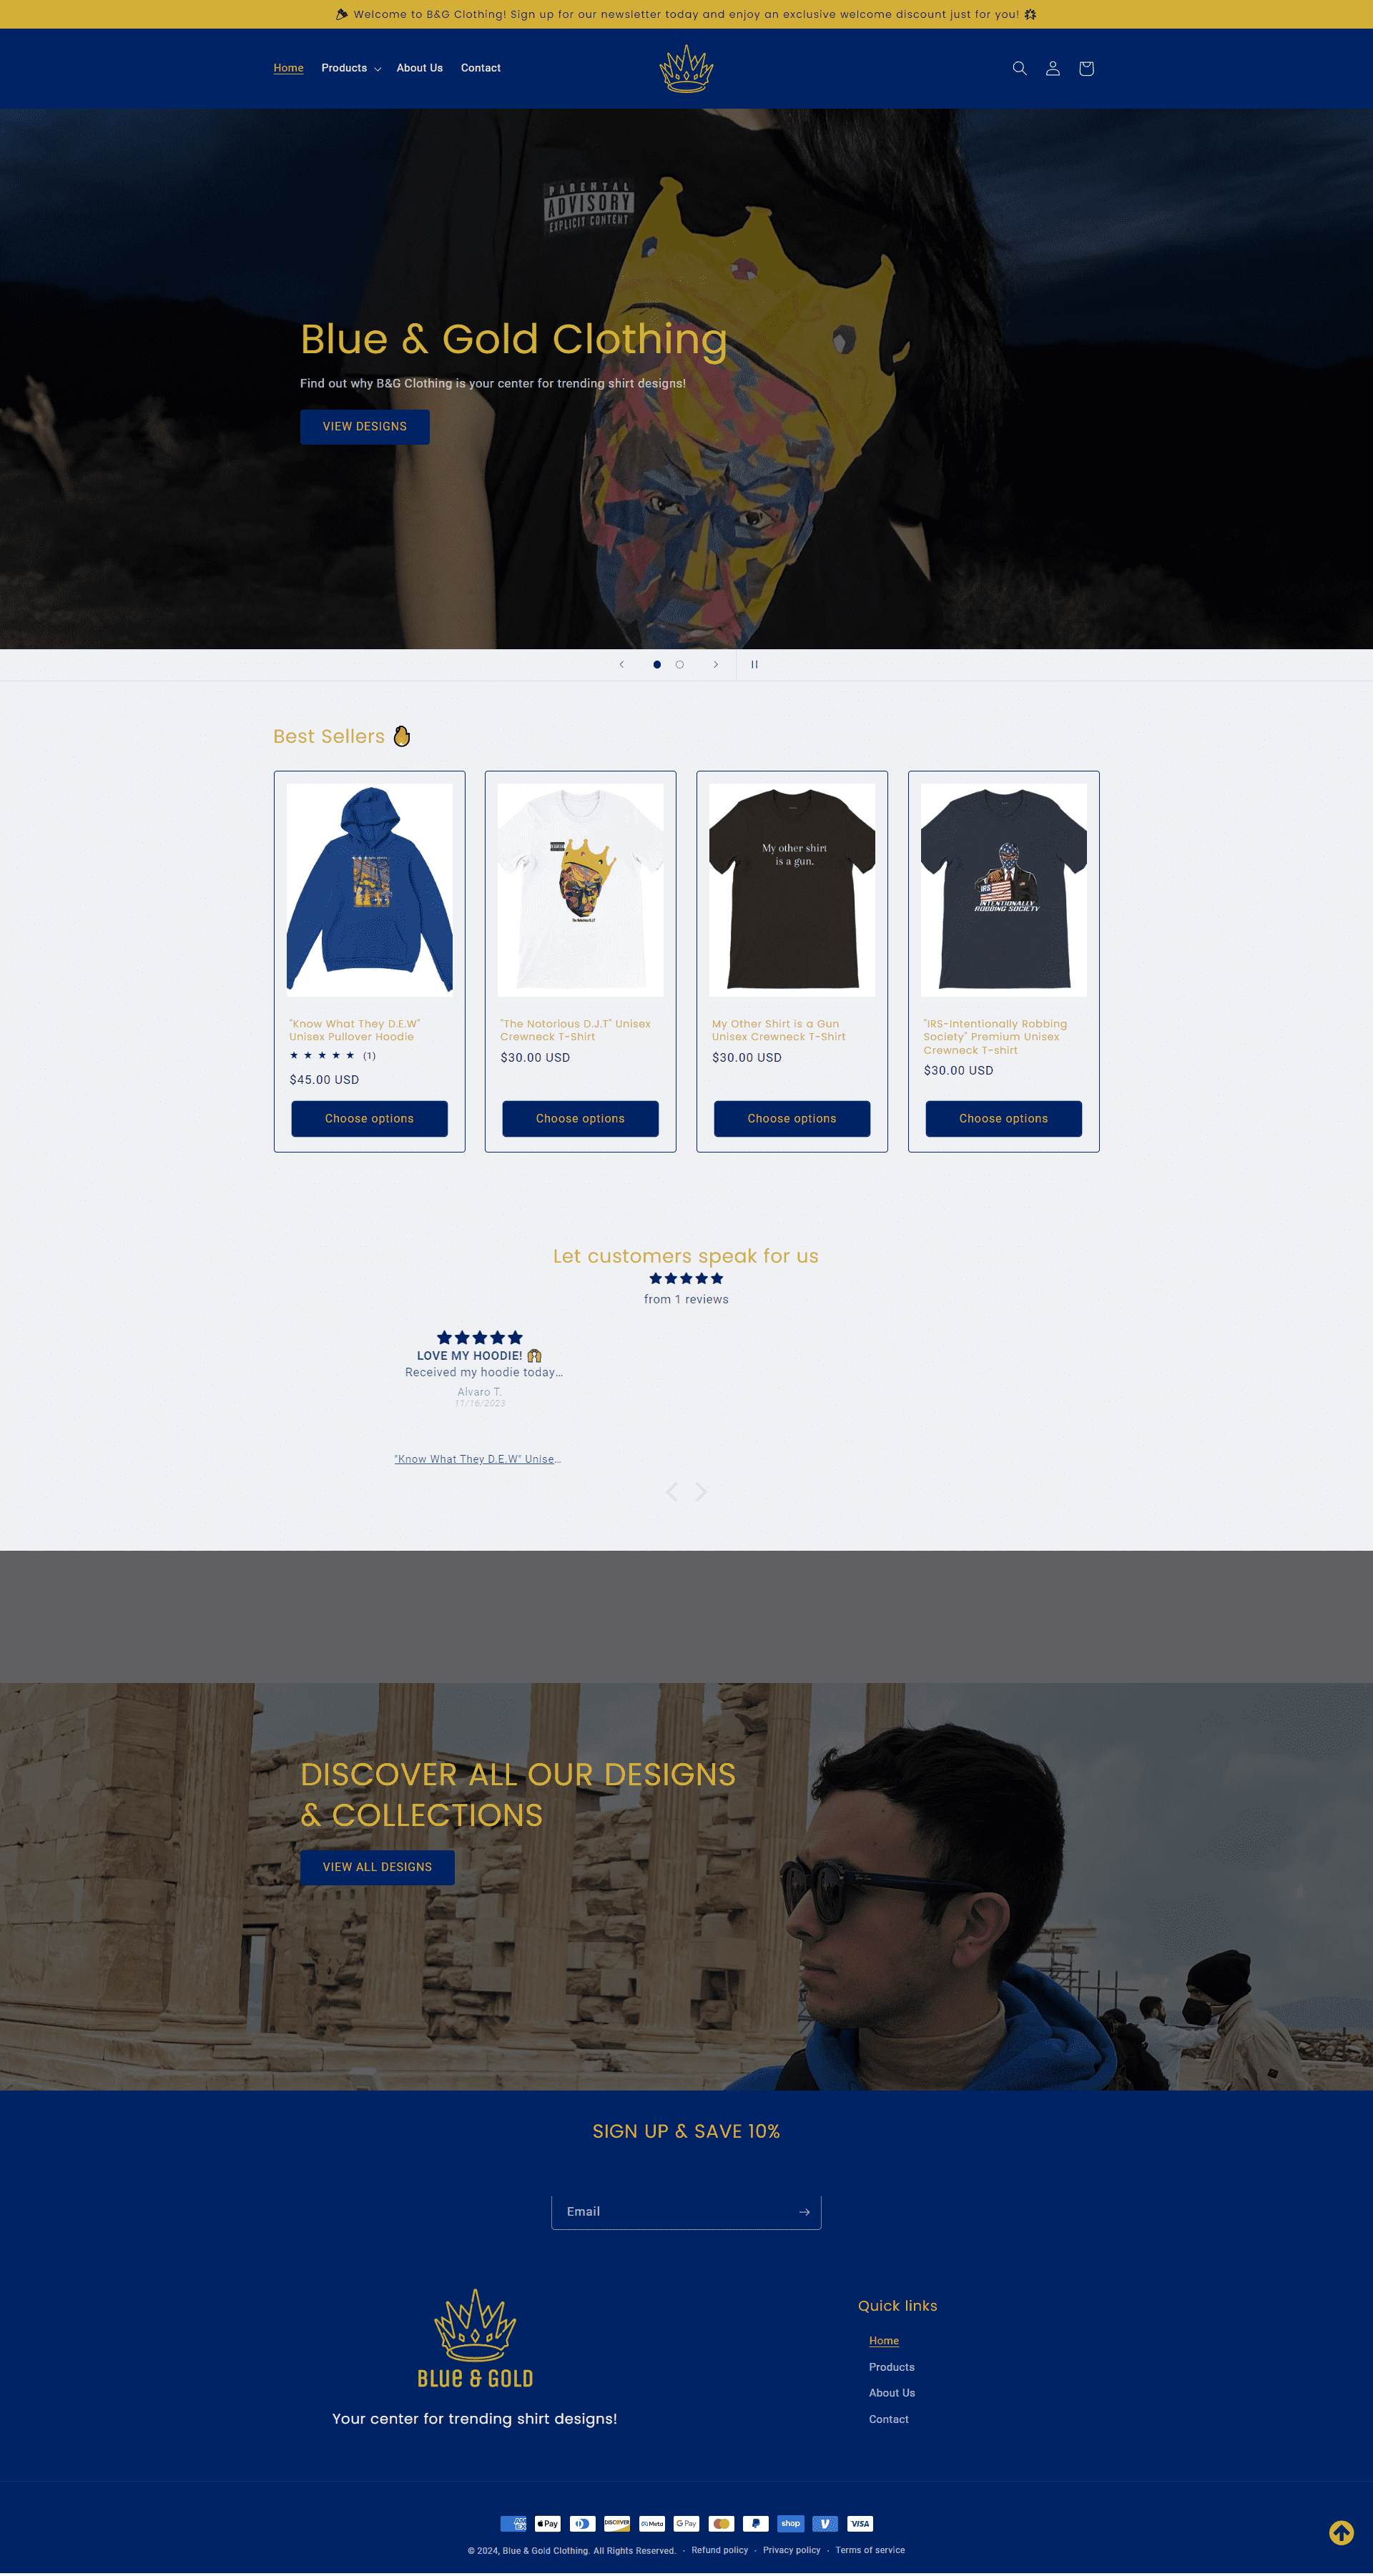 Welcome to B&G Clothing! Sign up for our newsletter today and enjoy an exclusive welcome discount just for you!
Home
Products
About Us
Contact
PARENTAL
ADVISORY
EXPLICIT CONTENT
Blue & Gold Clothing
Find out why B&G Clothing is your center for trending shirt designs!
VIEW DESIGNS
Best Sellers
The Notorious D.J.T
My other shirt
is a gun.
IRS
INTENTIONALLY
ROBBING SOCIETY
"Know What They D.E.W"
Unisex Pullover Hoodie
★ ★ ★ ★ ★ (1)
$45.00 USD
Choose options
"The Notorious D.J.T" Unisex
Crewneck T-Shirt
$30.00 USD
Choose options
My Other Shirt is a Gun
Unisex Crewneck T-Shirt
$30.00 USD
Choose options
"IRS-Intentionally Robbing
Society" Premium Unisex
Crewneck T-shirt
$30.00 USD
Choose options
Let customers speak for us
from 1 reviews
LOVE MY HOODIE!
Received my hoodie today...
Alvaro T.
11/16/2023
"Know What They D.E.W" Unise...
DISCOVER ALL OUR DESIGNS
& COLLECTIONS
VIEW ALL DESIGNS
SIGN UP & SAVE 10%
Email
BLUE & GOLD
Your center for trending shirt designs!
Quick links
Home
Products
About Us
Contact
AMEX
Pay
DISCOVER
Meta
G Pay
shop
VISA
© 2024, Blue & Gold Clothing. All Rights Reserved. · Refund policy · Privacy policy · Terms of service